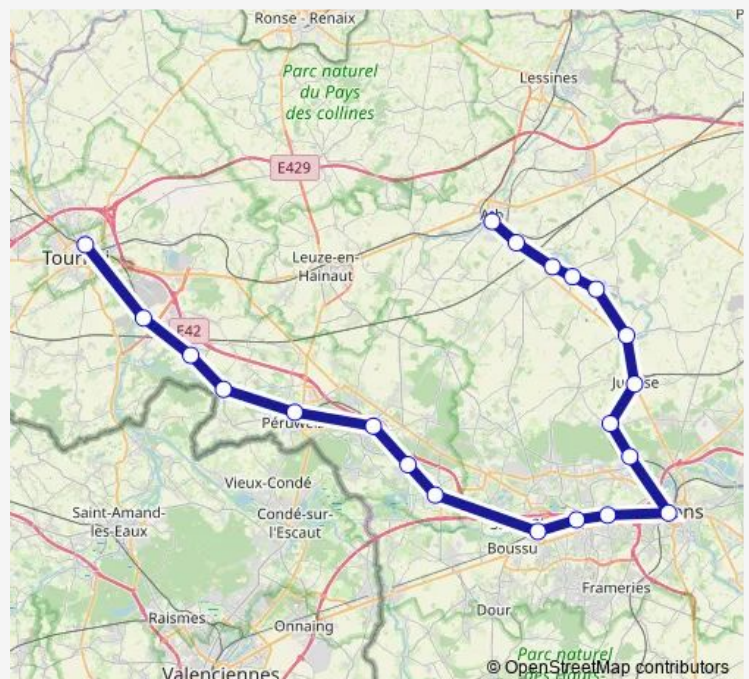 Ronse - Renaix
Parc naturel
du Pays
des collines
Lessines
E429
Leuze-en-
Hainaut
E42
Vieux-Condé
Saint-Amand-
les-Eaux
Condé-sur-
l'Escaut
Boussu
Frameries
Dour
Raismes
Onnaing
Parc naturel
Valenciennes
© OpenStreetMap contributors